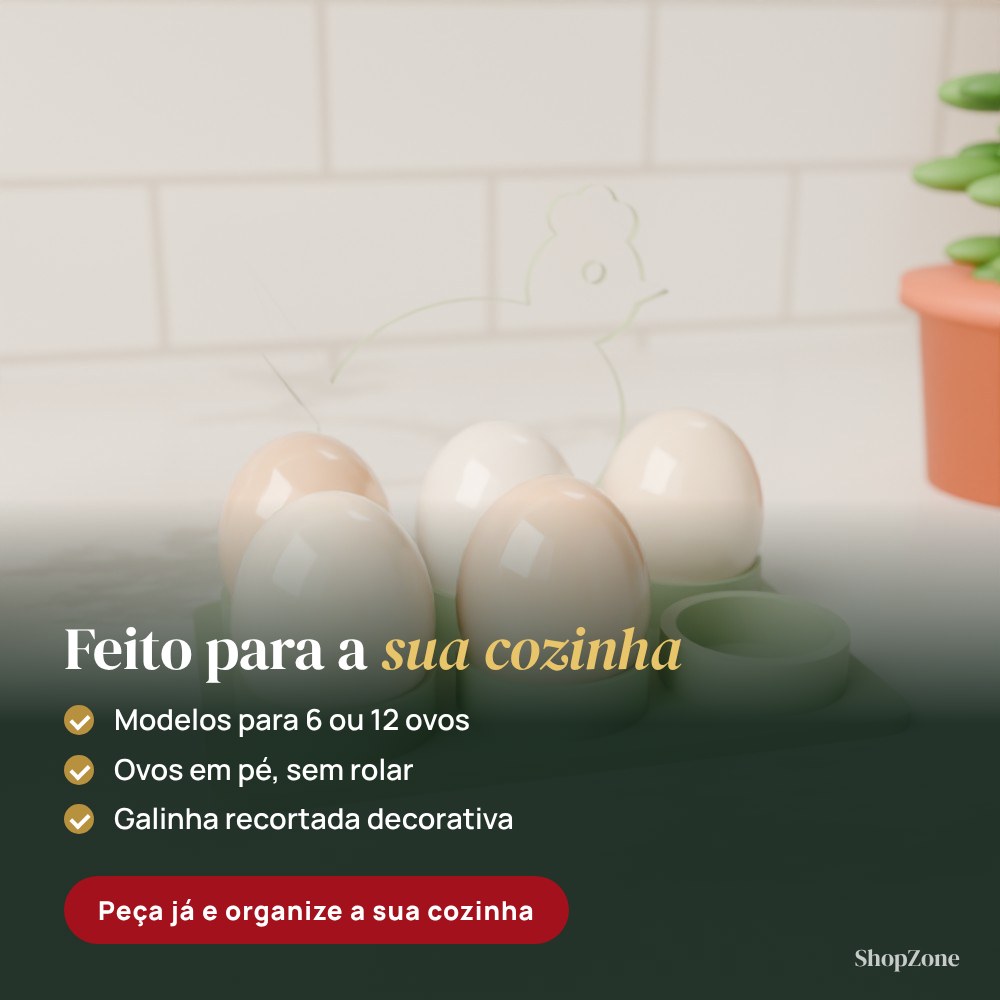 Feito para a sua cozinha
Modelos para 6 ou 12 ovos
Ovos em pé, sem rolar
Galinha recortada decorativa
Peça já e organize a sua cozinha
ShopZone